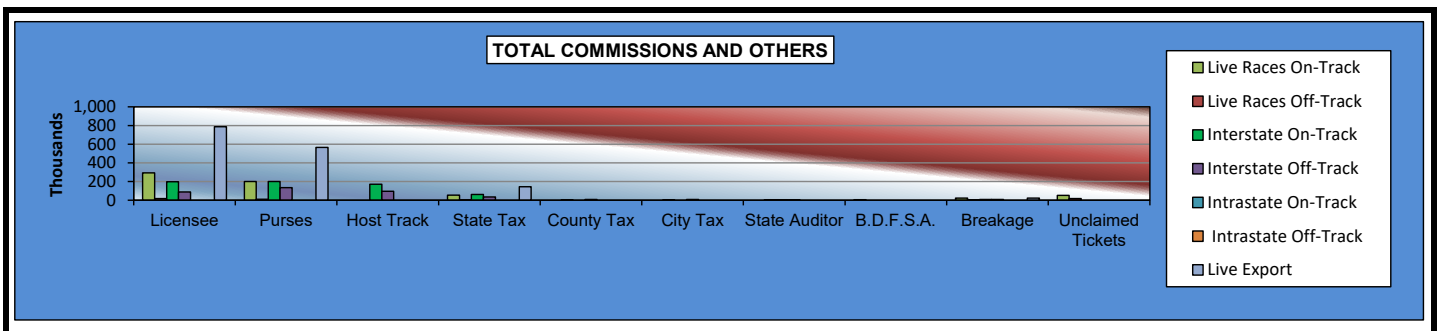 TOTAL COMMISSIONS AND OTHERS
Thousands
1,000
800
600
400
200
0
Licensee
Purses
Host Track
State Tax
County Tax
City Tax
State Auditor
B.D.F.S.A.
Breakage
Unclaimed
Tickets
Live Races On-Track
Live Races Off-Track
Interstate On-Track
Interstate Off-Track
Intrastate On-Track
Intrastate Off-Track
Live Export